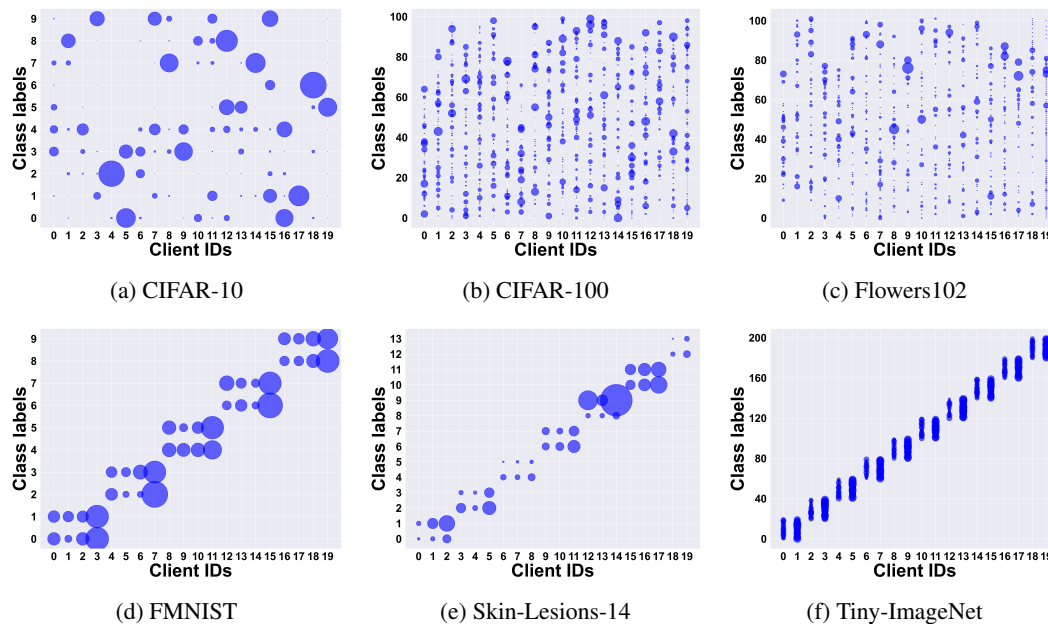 9
8
7
6
5
4
3
2
1
0
Class labels
0 1 2 3 4 5 6 7 8 9 10 11 12 13 14 15 16 17 18 19
Client IDs
(a) CIFAR-10
100
80
60
40
20
0
Class labels
0 1 2 3 4 5 6 7 8 9 10 11 12 13 14 15 16 17 18 19
Client IDs
(b) CIFAR-100
100
80
60
40
20
0
Class labels
0 1 2 3 4 5 6 7 8 9 10 11 12 13 14 15 16 17 18 19
Client IDs
(c) Flowers102
9
8
7
6
5
4
3
2
1
0
Class labels
0 1 2 3 4 5 6 7 8 9 10 11 12 13 14 15 16 17 18 19
Client IDs
(d) FMNIST
13
12
11
10
9
8
7
6
5
4
3
2
1
0
Class labels
0 1 2 3 4 5 6 7 8 9 10 11 12 13 14 15 16 17 18 19
Client IDs
(e) Skin-Lesions-14
200
160
120
80
40
0
Class labels
0 1 2 3 4 5 6 7 8 9 10 11 12 13 14 15 16 17 18 19
Client IDs
(f) Tiny-ImageNet